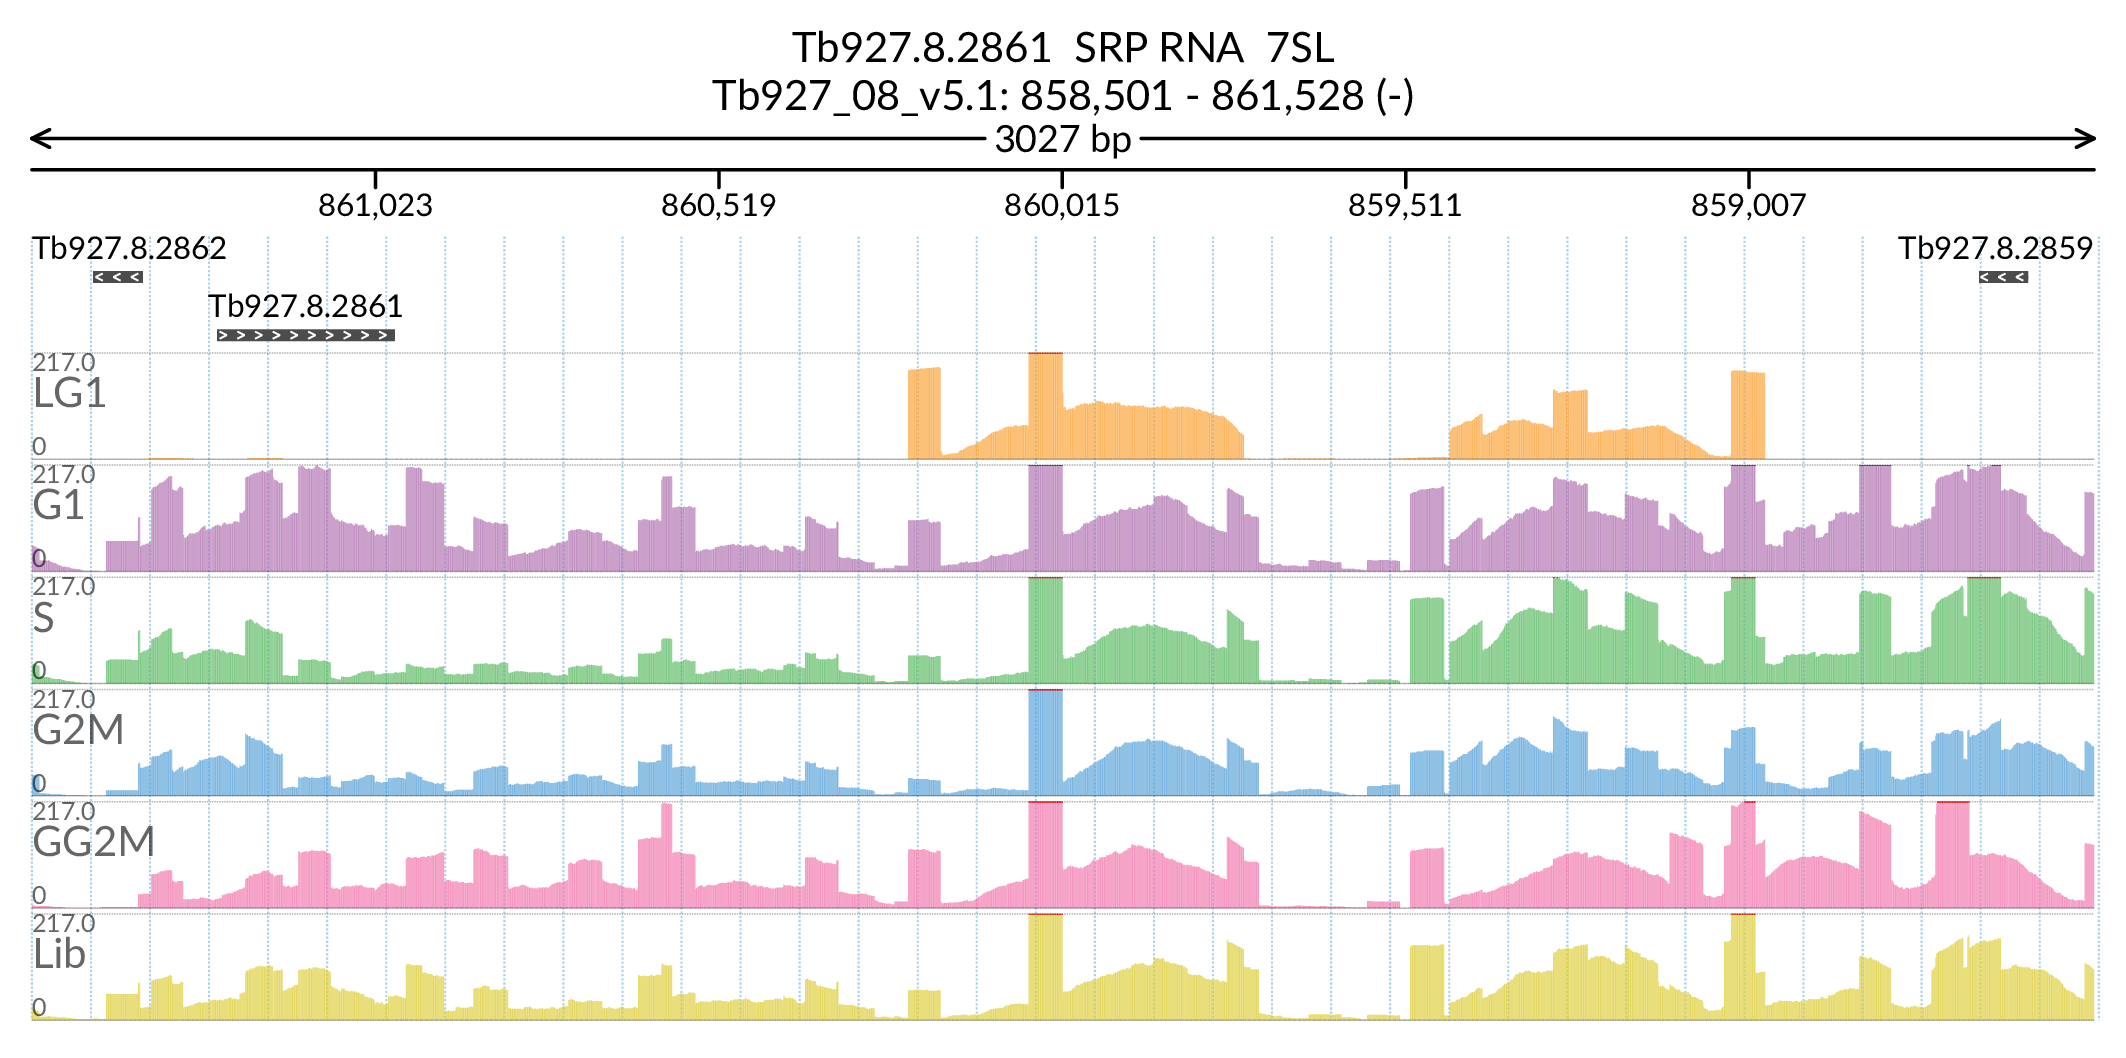 Tb927.8.2861 SRP RNA 7SL
Tb927_08_v5.1: 858,501 - 861,528 (-)
3027 bp
861,023 860,519 860,015 859,511 859,007
Tb927.8.2862 Tb927.8.2859
Tb927.8.2861
217.0
LG1
0
217.0
G1
0
217.0
S
0
217.0
G2M
0
217.0
GG2M
0
217.0
Lib
0